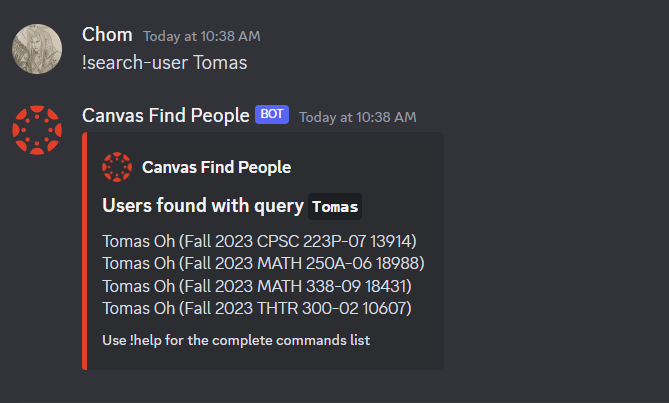 Chom Today at 10:38 AM
!search-user Tomas
Canvas Find People BOT Today at 10:38 AM
Canvas Find People
Users found with query Tomas
Tomas Oh (Fall 2023 CPSC 223P-07 13914)
Tomas Oh (Fall 2023 MATH 250A-06 18988)
Tomas Oh (Fall 2023 MATH 338-09 18431)
Tomas Oh (Fall 2023 THTR 300-02 10607)
Use !help for the complete commands list